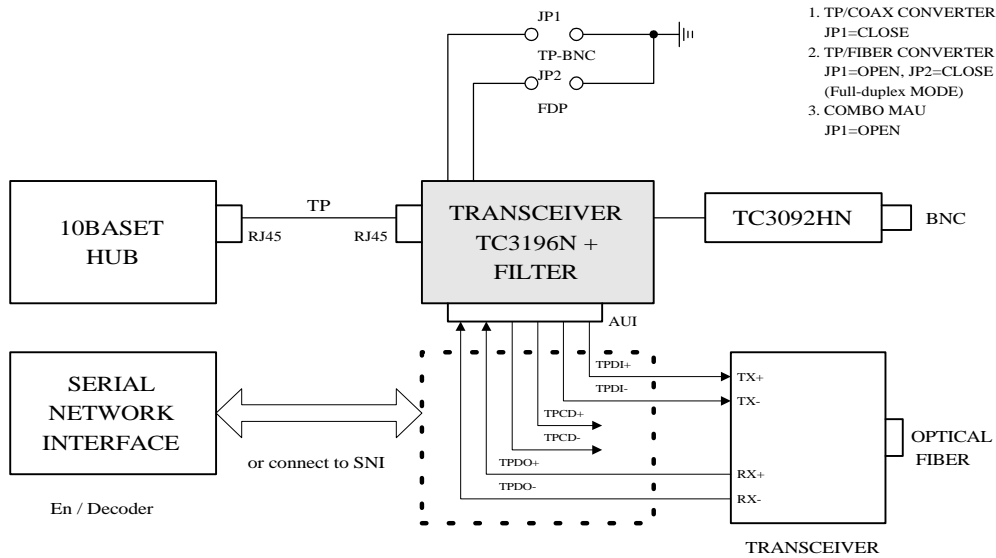 JP1
TP-BNC
JP2
FDP
1. TP/COAX CONVERTER
JP1=CLOSE
2. TP/FIBER CONVERTER
JP1=OPEN, JP2=CLOSE
(Full-duplex MODE)
3. COMBO MAU
JP1=OPEN
10BASET
HUB
RJ45
TP
RJ45
TRANSCEIVER
TC3196N +
FILTER
TC3092HN
BNC
AUI
SERIAL
NETWORK
INTERFACE
En / Decoder
or connect to SNI
TPDI+
TPDI-
TPCD+
TPCD-
TPDO+
TPDO-
TX+
TX-
RX+
RX-
OPTICAL
FIBER
TRANSCEIVER